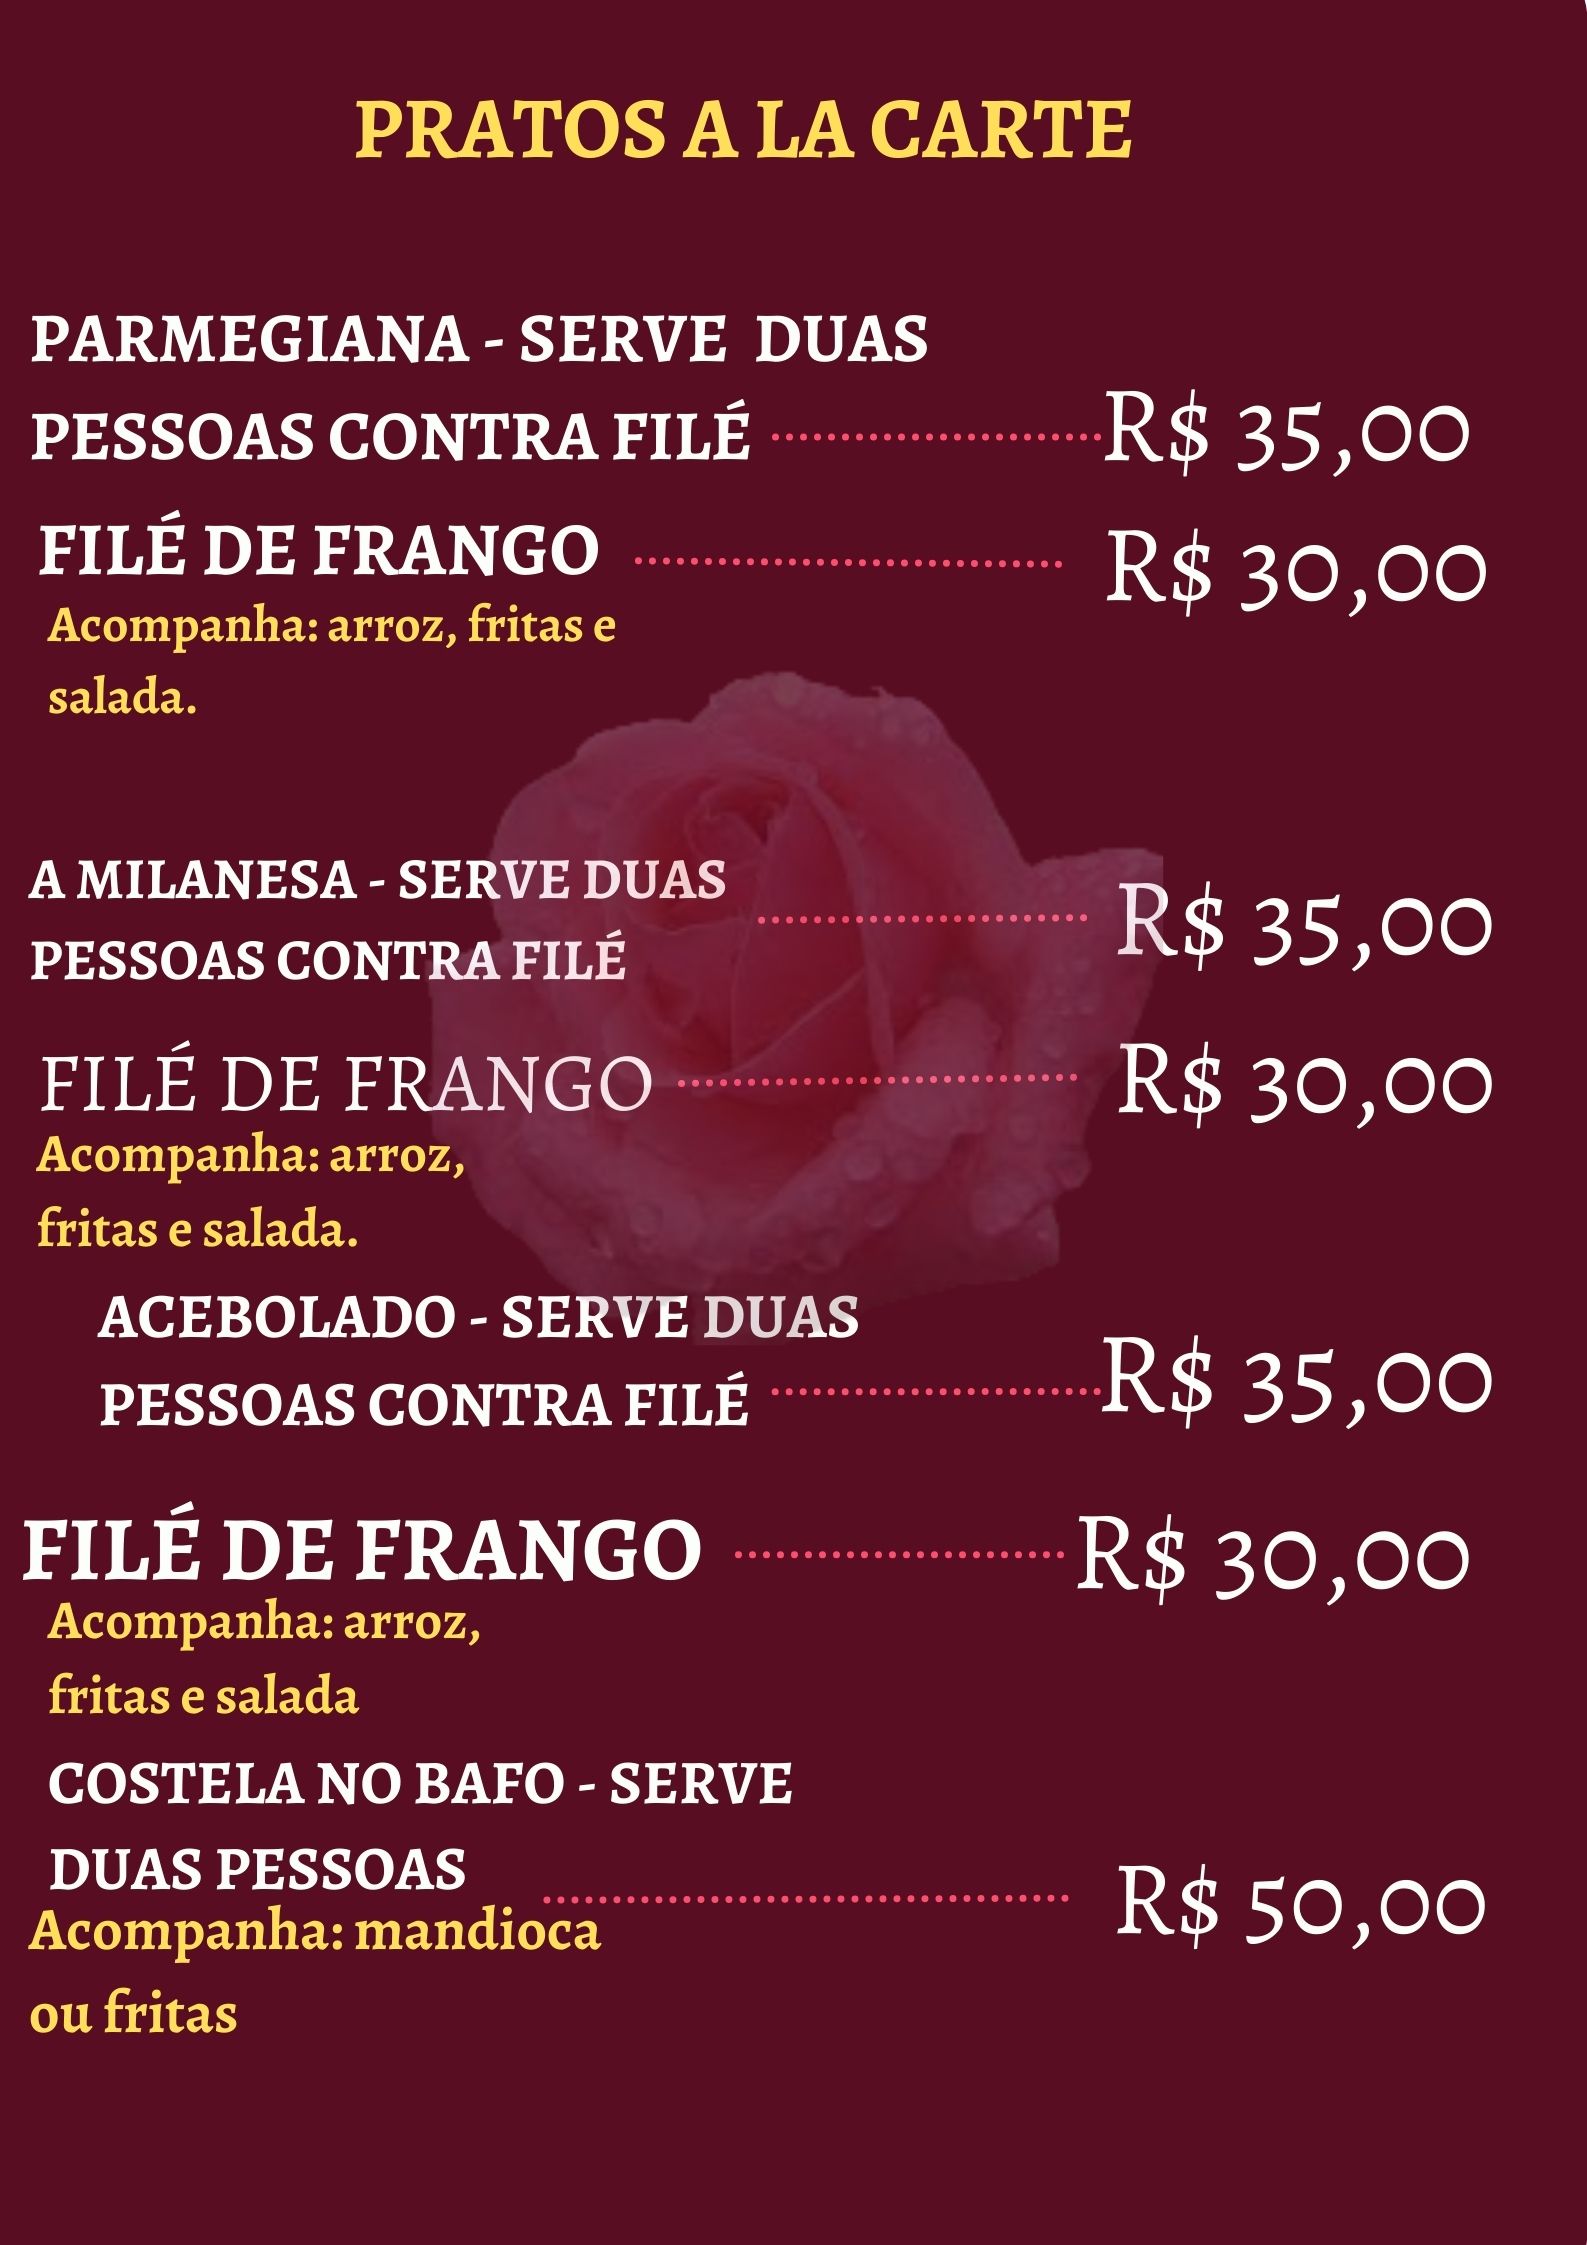 PRATOS A LA CARTE
PARMEGIANA - SERVE DUAS
PESSOAS CONTRA FILÉ R$ 35,00
FILÉ DE FRANGO R$ 30,00
Acompanha: arroz, fritas e
salada.
A MILANESA - SERVE DUAS
PESSOAS CONTRA FILÉ R$ 35,00
FILÉ DE FRANGO R$ 30,00
Acompanha: arroz,
fritas e salada.
ACEBOLADO - SERVE DUAS
PESSOAS CONTRA FILÉ R$ 35,00
FILÉ DE FRANGO R$ 30,00
Acompanha: arroz,
fritas e salada
COSTELA NO BAFO - SERVE
DUAS PESSOAS R$ 50,00
Acompanha: mandioca
ou fritas